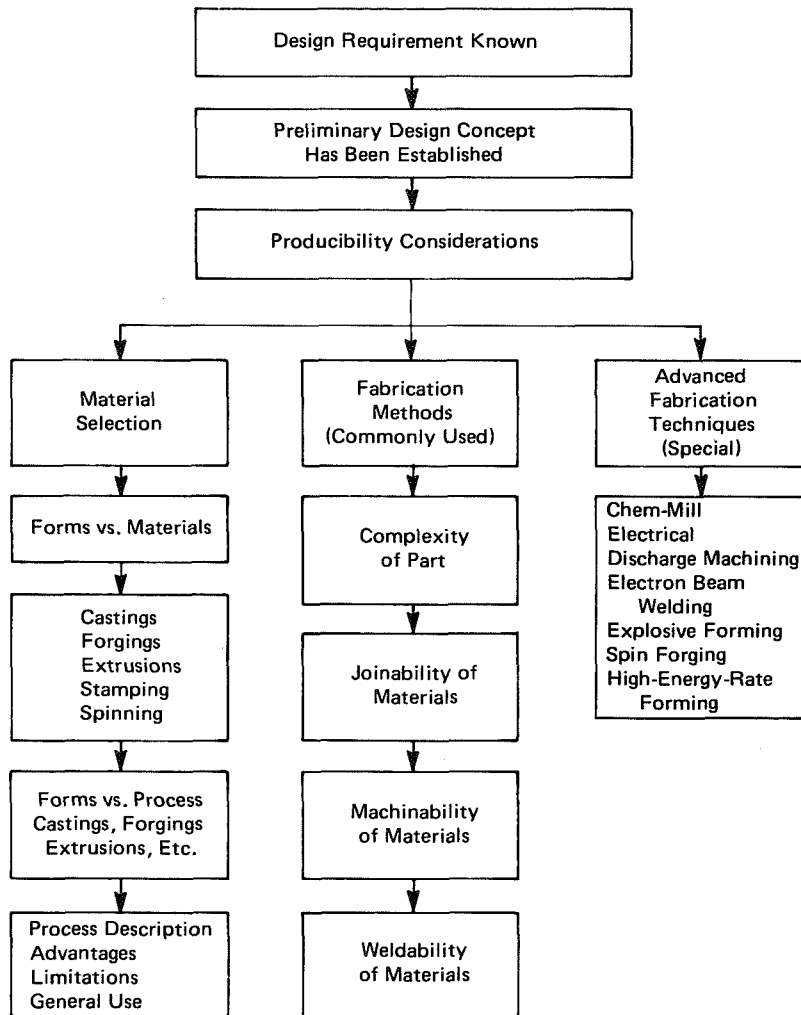 Design Requirement Known
Preliminary Design Concept
Has Been Established
Producibility Considerations
Material
Selection
Fabrication
Methods
(Commonly Used)
Advanced
Fabrication
Techniques
(Special)
Forms vs. Materials
Complexity
of Part
Chem-Mill
Electrical
Discharge Machining
Electron Beam
Welding
Explosive Forming
Spin Forging
High-Energy-Rate
Forming
Castings
Forgings
Extrusions
Stamping
Spinning
Joinability of
Materials
Forms vs. Process
Castings, Forgings
Extrusions, Etc.
Machinability
of Materials
Process Description
Advantages
Limitations
General Use
Weldability
of Materials